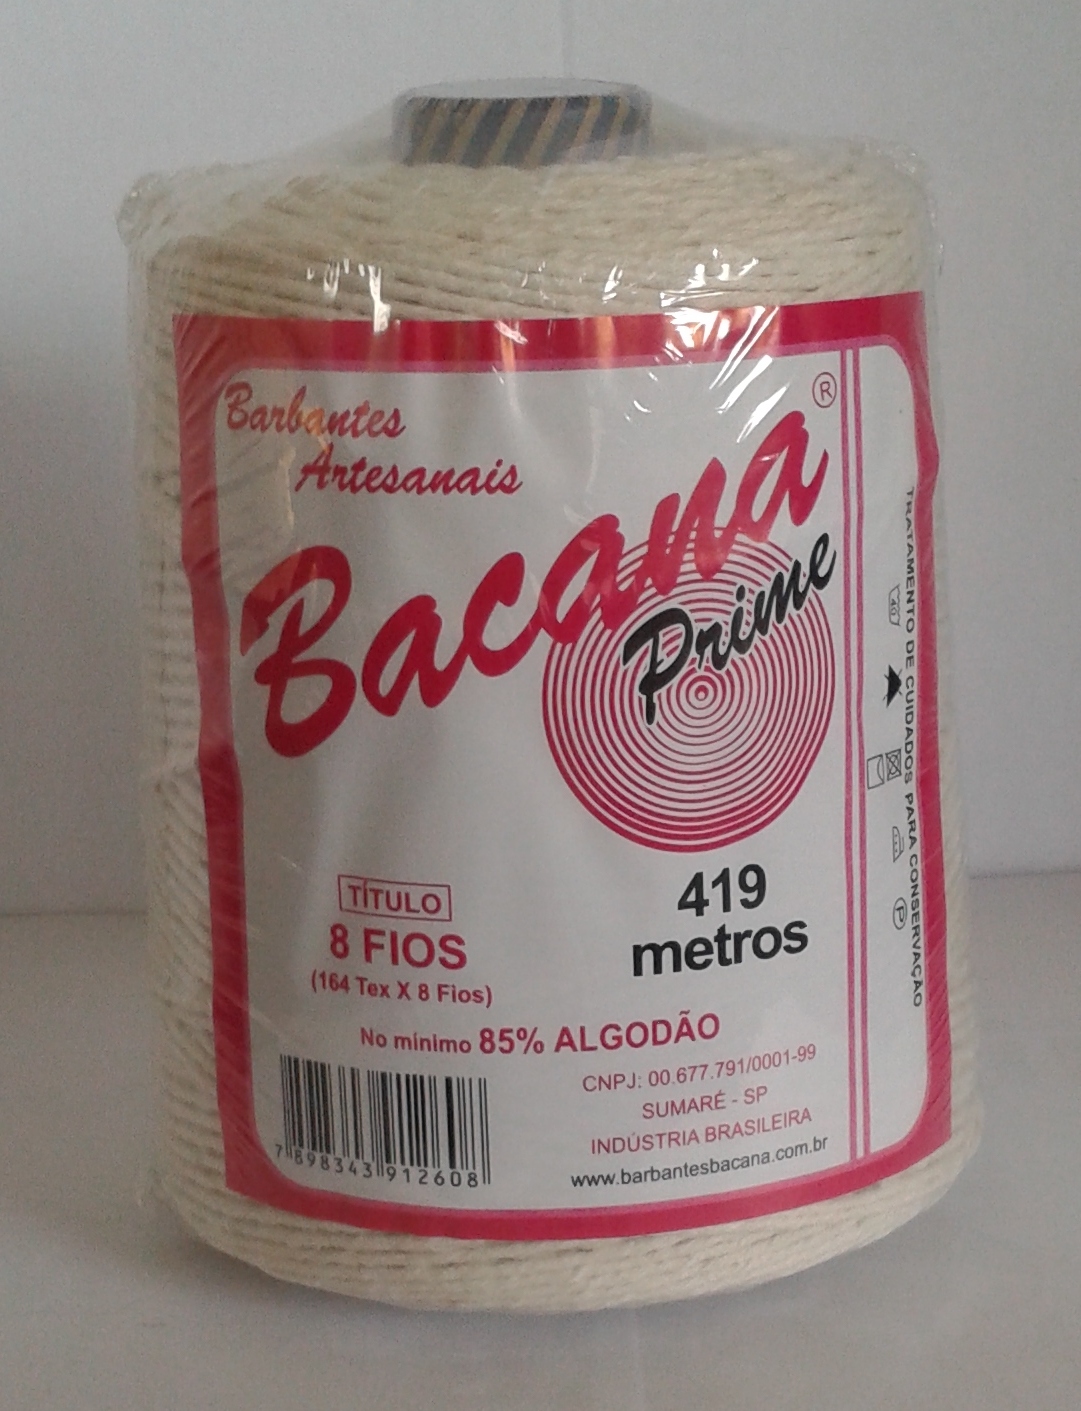 Barbantes
Artesanais
®
Bacana
Prime
419
metros
TÍTULO
8 FIOS
(164 Tex X 8 Fios)
No mínimo 85% ALGODÃO
CNPJ: 00.677.791/0001-99
SUMARÉ - SP
INDÚSTRIA BRASILEIRA
www.barbantesbacana.com.br
7 898343 912608
TRATAMENTO DE CUIDADOS PARA CONSERVAÇÃO
40
P